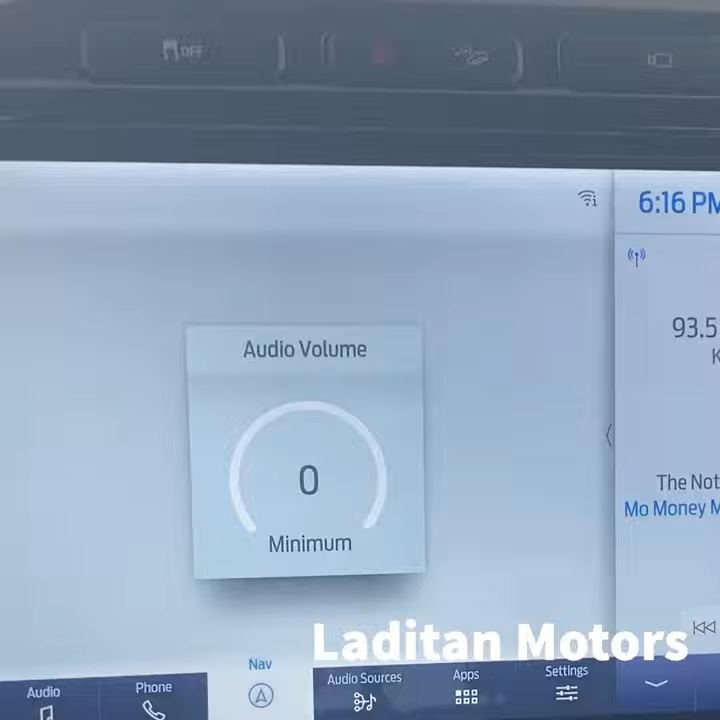 OFF
6:16 PM
93.5
K
Audio Volume
0
Minimum
The Not
Mo Money M
Laditan Motors
Audio
Phone
Nav
Audio Sources
Apps
Settings